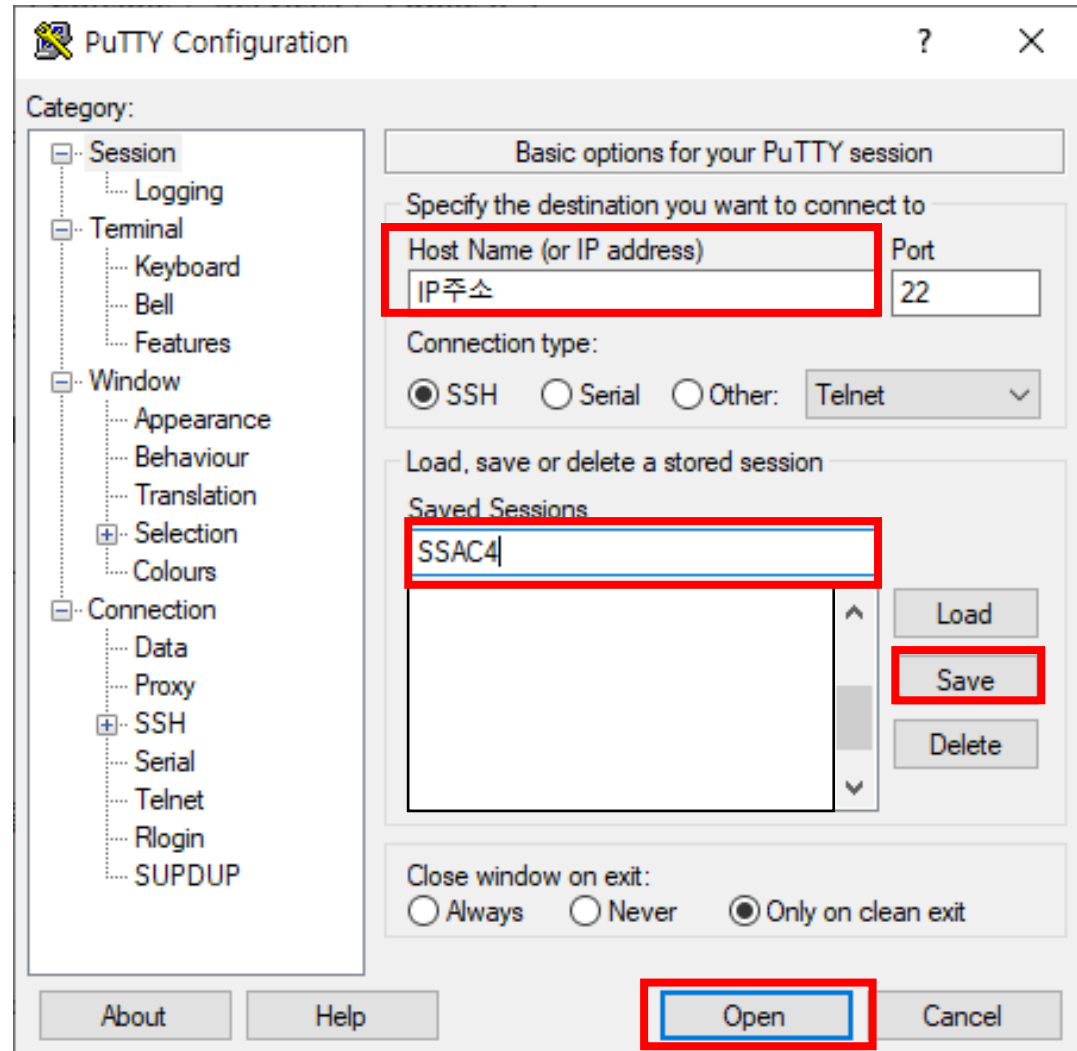 PuTTY Configuration
?
Category:
Session
Logging
Terminal
Keyboard
Bell
Features
Window
Appearance
Behaviour
Translation
Selection
Colours
Connection
Data
Proxy
SSH
Serial
Telnet
Rlogin
SUPDUP
Basic options for your PuTTY session
Specify the destination you want to connect to
Host Name (or IP address) Port
IP주소 22
Connection type:
SSH Serial Other: Telnet
Load, save or delete a stored session
Saved Sessions
SSAC4
Load
Save
Delete
Close window on exit:
Always Never Only on clean exit
About Help Open Cancel